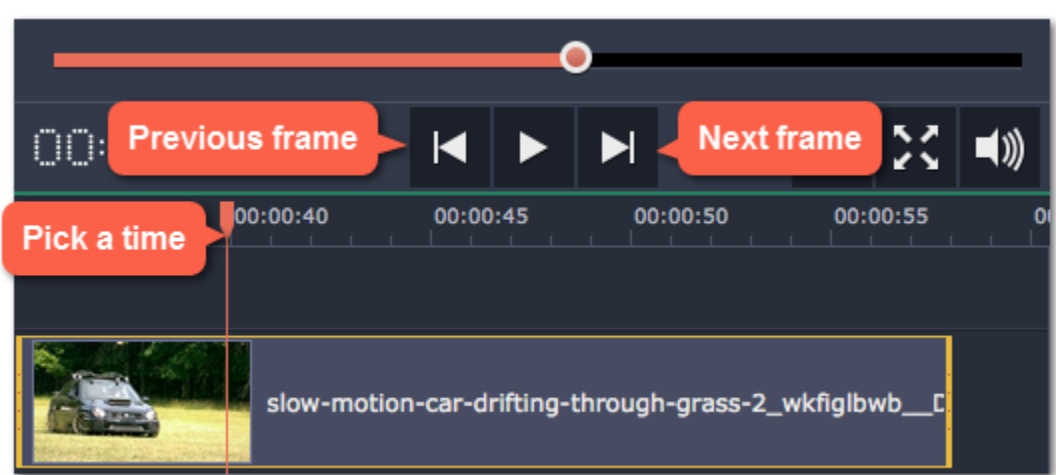 00:
Previous frame
Next frame
Pick a time
00:00:40 00:00:45 00:00:50 00:00:55
slow-motion-car-drifting-through-grass-2_wkfiglbwb__D